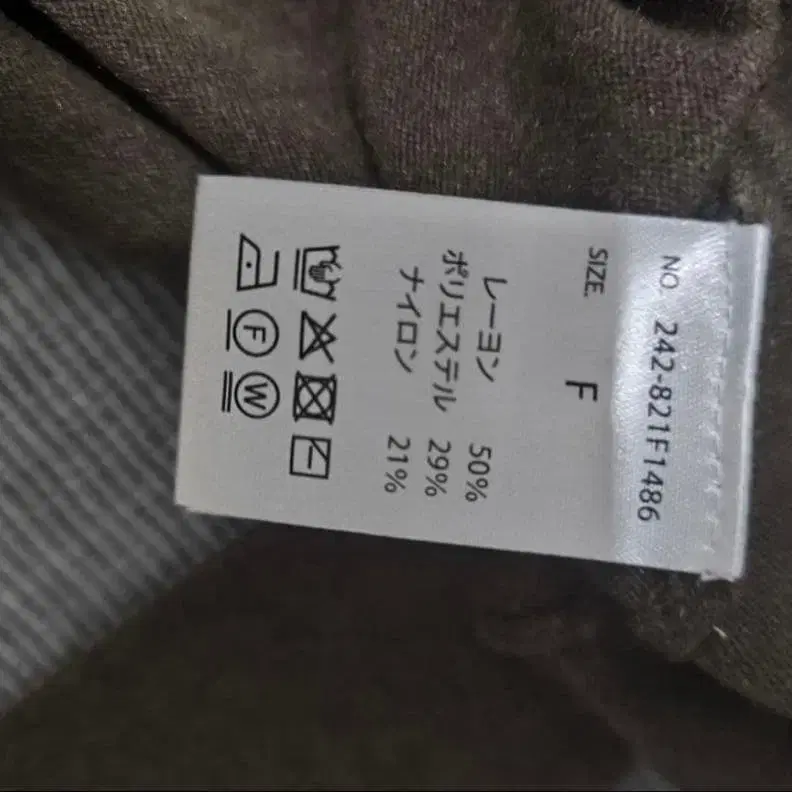 NO. 242-821F1486
SIZE. F
レーヨン 50%
ポリエステル 29%
ナイロン 21%
F W